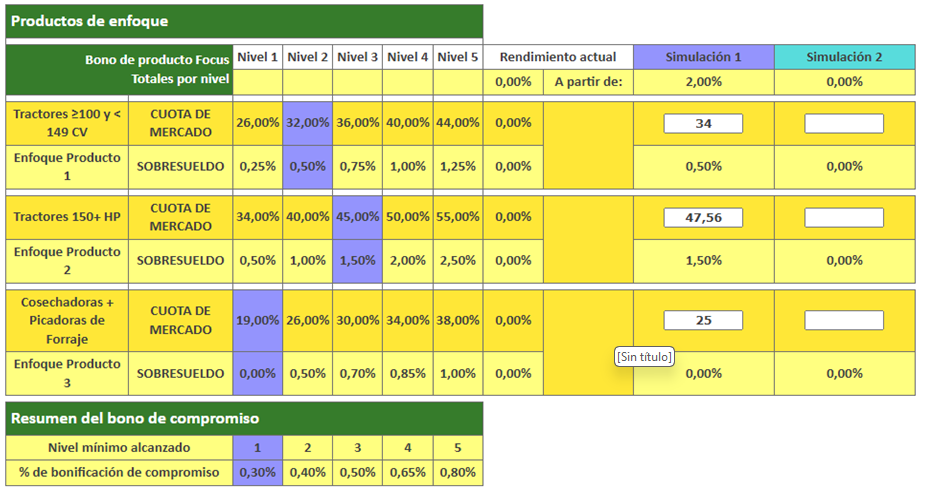 Productos de enfoque
Bono de producto Focus
Totales por nivel
Nivel 1 Nivel 2 Nivel 3 Nivel 4 Nivel 5 Rendimiento actual Simulación 1 Simulación 2
0,00% A partir de: 2,00% 0,00%
Tractores ≥100 y <
149 CV
CUOTA DE
MERCADO
26,00% 32,00% 36,00% 40,00% 44,00% 0,00% 34
Enfoque Producto
1
SOBRESUELDO 0,25% 0,50% 0,75% 1,00% 1,25% 0,00% 0,50% 0,00%
Tractores 150+ HP
CUOTA DE
MERCADO
34,00% 40,00% 45,00% 50,00% 55,00% 0,00% 47,56
Enfoque Producto
2
SOBRESUELDO 0,50% 1,00% 1,50% 2,00% 2,50% 0,00% 1,50% 0,00%
Cosechadoras +
Picadoras de
Forraje
CUOTA DE
MERCADO
19,00% 26,00% 30,00% 34,00% 38,00% 0,00% 25
[Sin título]
Enfoque Producto
3
SOBRESUELDO 0,00% 0,50% 0,70% 0,85% 1,00% 0,00% 0,00% 0,00%
Resumen del bono de compromiso
Nivel mínimo alcanzado 1 2 3 4 5
% de bonificación de compromiso 0,30% 0,40% 0,50% 0,65% 0,80%